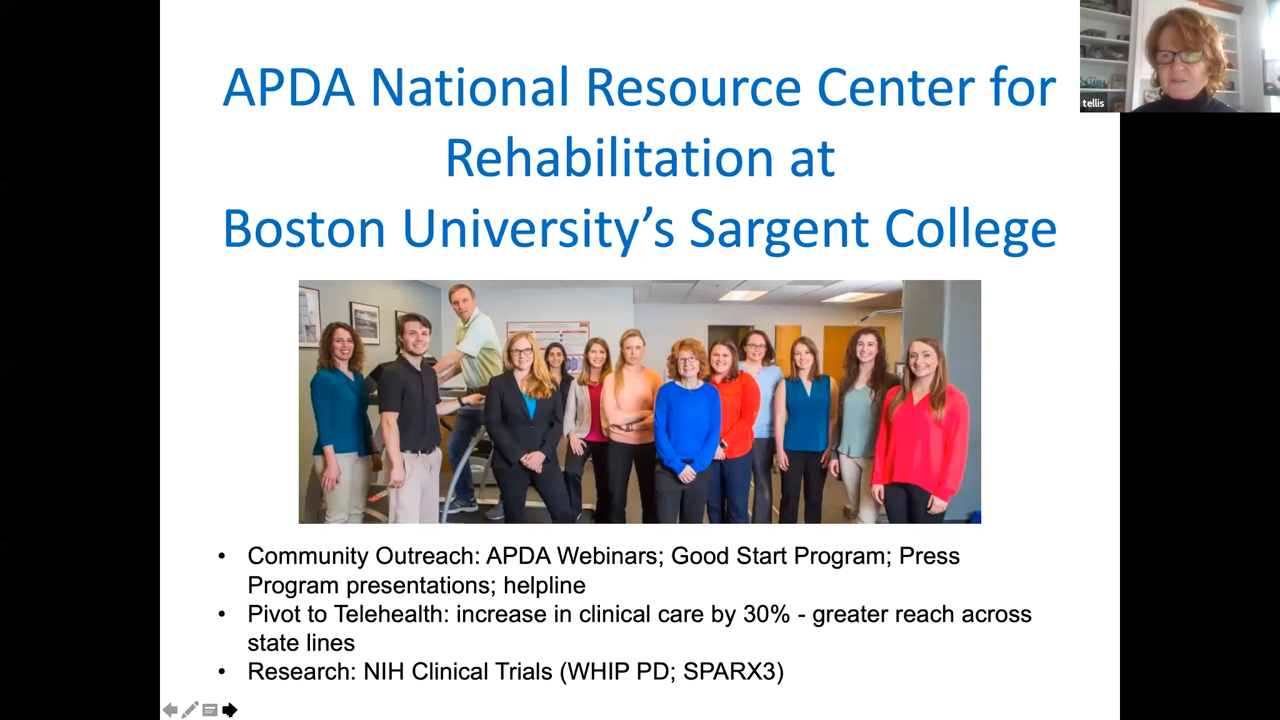 APDA National Resource Center for
Rehabilitation at
Boston University’s Sargent College
tellis
• Community Outreach: APDA Webinars; Good Start Program; Press
Program presentations; helpline
• Pivot to Telehealth: increase in clinical care by 30% - greater reach across
state lines
• Research: NIH Clinical Trials (WHIP PD; SPARX3)